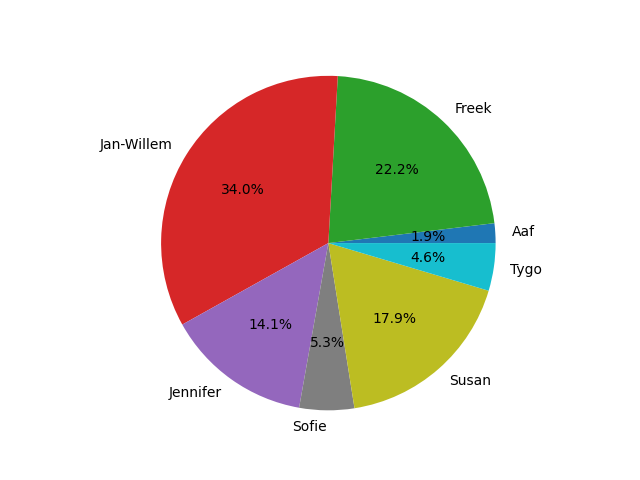 Freek
Jan-Willem
22.2%
34.0%
Aaf
1.9%
4.6%
Tygo
14.1%
17.9%
5.3%
Susan
Jennifer
Sofie